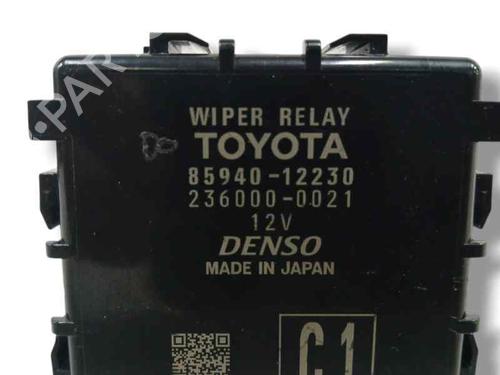 WIPER RELAY
TOYOTA
85940-12230
236000-0021
12V
DENSO
MADE IN JAPAN
C1